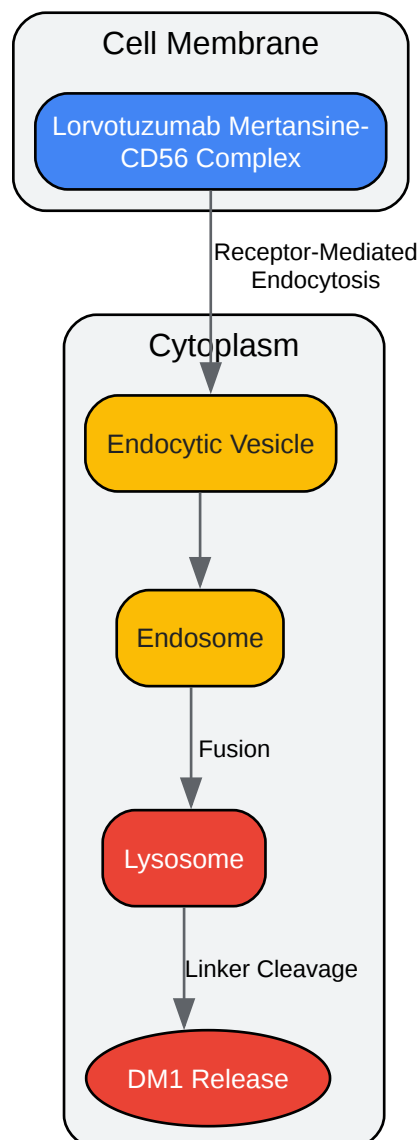 Cell Membrane
Lorvotuzumab Mertansine-
CD56 Complex
Receptor-Mediated
Endocytosis
Cytoplasm
Endocytic Vesicle
Endosome
Fusion
Lysosome
Linker Cleavage
DM1 Release